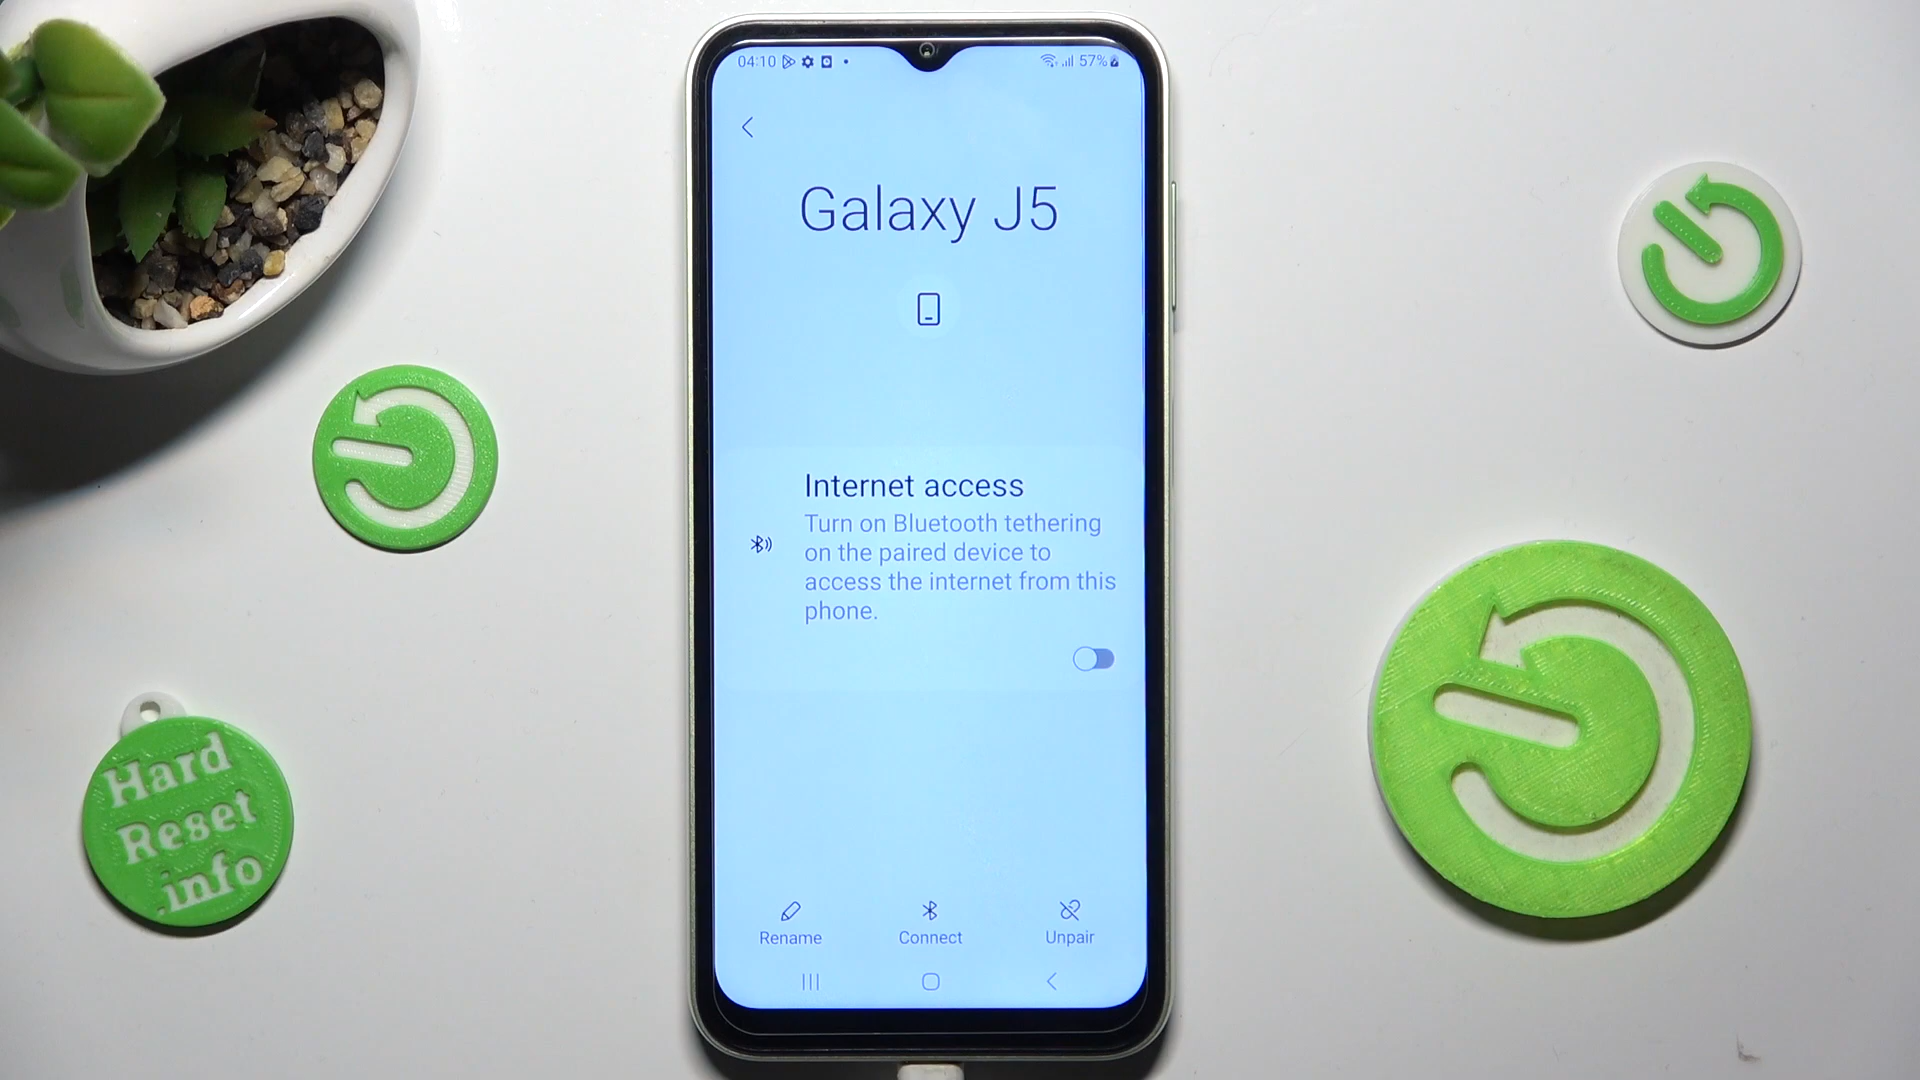 04:10
57%
Galaxy J5
Internet access
Turn on Bluetooth tethering
on the paired device to
access the internet from this
phone.
Rename
Connect
Unpair
Hard
Reset
.info